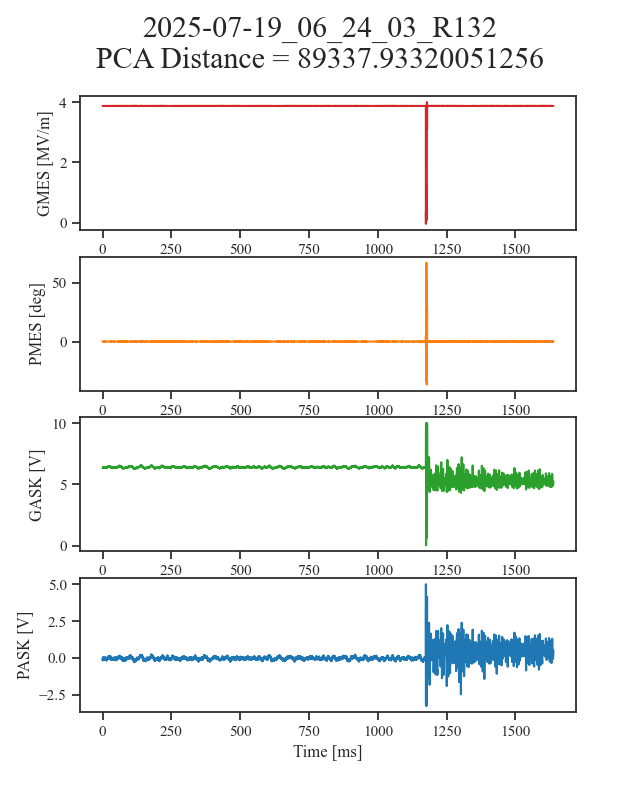 2025-07-19_06_24_03_R132
PCA Distance = 89337.93320051256
GMES [MV/m]
4
2
0
0 250 500 750 1000 1250 1500
PMES [deg]
50
0
0 250 500 750 1000 1250 1500
GASK [V]
10
5
0
0 250 500 750 1000 1250 1500
PASK [V]
5.0
2.5
0.0
−2.5
0 250 500 750 1000 1250 1500
Time [ms]